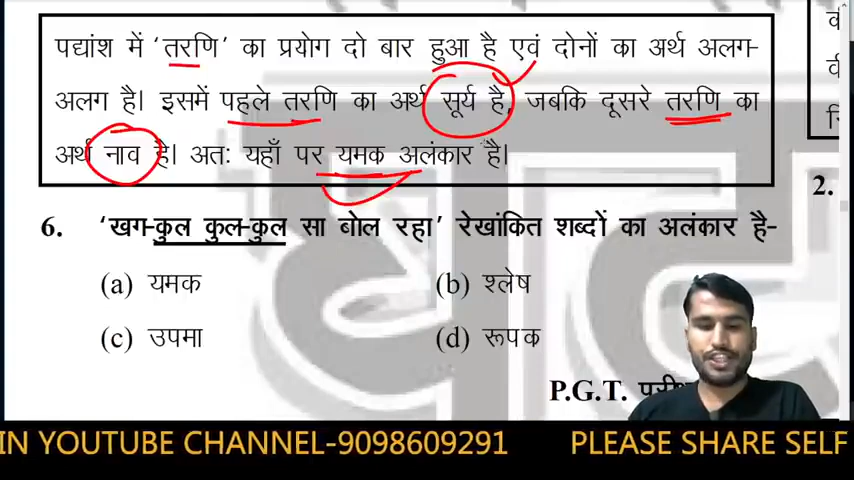 पद्यांश में 'तरणि' का प्रयोग दो बार हुआ है एवं दोनों का अर्थ अलग-
अलग है। इसमें पहले तरणि का अर्थ सूर्य है, जबकि दूसरे तरणि का
अर्थ नाव है। अतः यहाँ पर यमक अलंकार है।
6. 'खग-कुल कुल-कुल सा बोल रहा' रेखांकित शब्दों का अलंकार है-
(a) यमक (b) श्लेष
(c) उपमा (d) रूपक
P.G.T.
2.
IN YOUTUBE CHANNEL-9098609291 PLEASE SHARE SELF